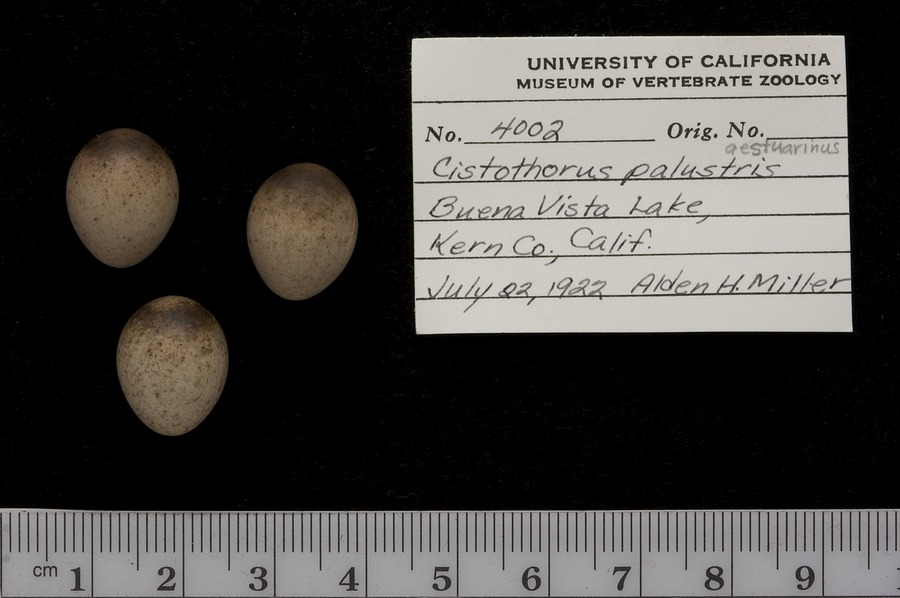 UNIVERSITY OF CALIFORNIA
MUSEUM OF VERTEBRATE ZOOLOGY
No. 4002 Orig. No.
aestuarinus
Cistothorus palustris
Buena Vista Lake,
Kern Co., Calif.
July 22, 1922 Alden H. Miller
cm 1 2 3 4 5 6 7 8 9 1